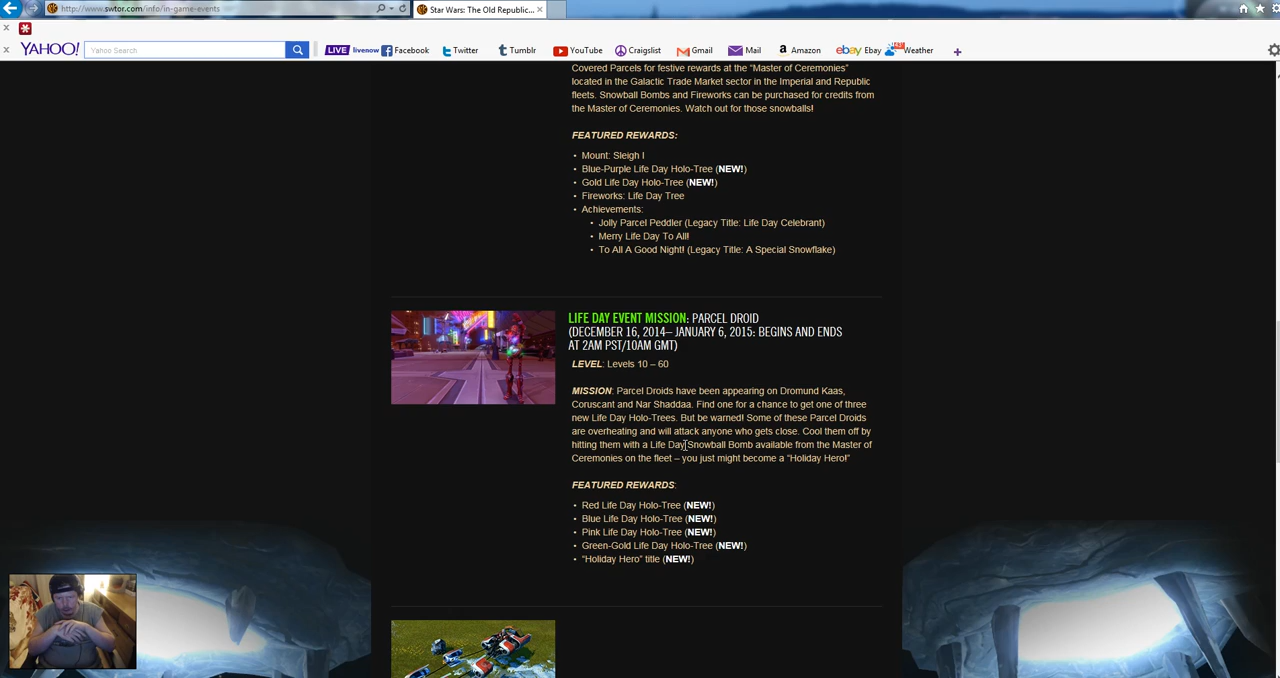 http://www.swtor.com/info/in-game-events
Star Wars: The Old Republic...
YAHOO!
Yahoo Search
LIVE livenow
Facebook
Twitter
Tumblr
YouTube
Craigslist
Gmail
Mail
Amazon
ebay Ebay
Weather
Covered Parcels for festive rewards at the “Master of Ceremonies”
located in the Galactic Trade Market sector in the Imperial and Republic
fleets. Snowball Bombs and Fireworks can be purchased for credits from
the Master of Ceremonies. Watch out for those snowballs!
FEATURED REWARDS:
• Mount: Sleigh I
• Blue-Purple Life Day Holo-Tree (NEW!)
• Gold Life Day Holo-Tree (NEW!)
• Fireworks: Life Day Tree
• Achievements:
• Jolly Parcel Peddler (Legacy Title: Life Day Celebrant)
• Merry Life Day To All!
• To All A Good Night! (Legacy Title: A Special Snowflake)
LIFE DAY EVENT MISSION: PARCEL DROID
(DECEMBER 16, 2014– JANUARY 6, 2015: BEGINS AND ENDS
AT 2AM PST/10AM GMT)
LEVEL: Levels 10 – 60
MISSION: Parcel Droids have been appearing on Dromund Kaas,
Coruscant and Nar Shaddaa. Find one for a chance to get one of three
new Life Day Holo-Trees. But be warned! Some of these Parcel Droids
are overheating and will attack anyone who gets close. Cool them off by
hitting them with a Life Day Snowball Bomb available from the Master of
Ceremonies on the fleet – you just might become a “Holiday Hero!”
FEATURED REWARDS:
• Red Life Day Holo-Tree (NEW!)
• Blue Life Day Holo-Tree (NEW!)
• Pink Life Day Holo-Tree (NEW!)
• Green-Gold Life Day Holo-Tree (NEW!)
• “Holiday Hero” title (NEW!)